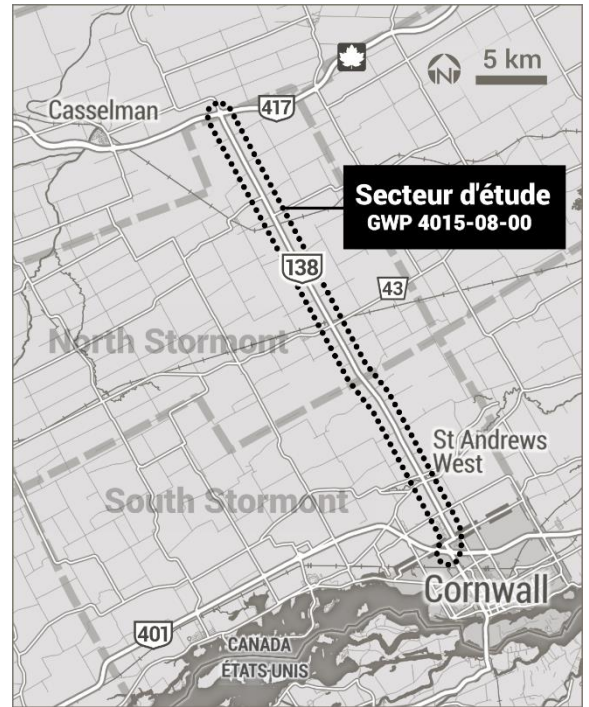 5 km
N
417
Casselman
Secteur d'étude
GWP 4015-08-00
138
43
North Stormont
St Andrews
West
South Stormont
Cornwall
401
CANADA
ÉTATS-UNIS